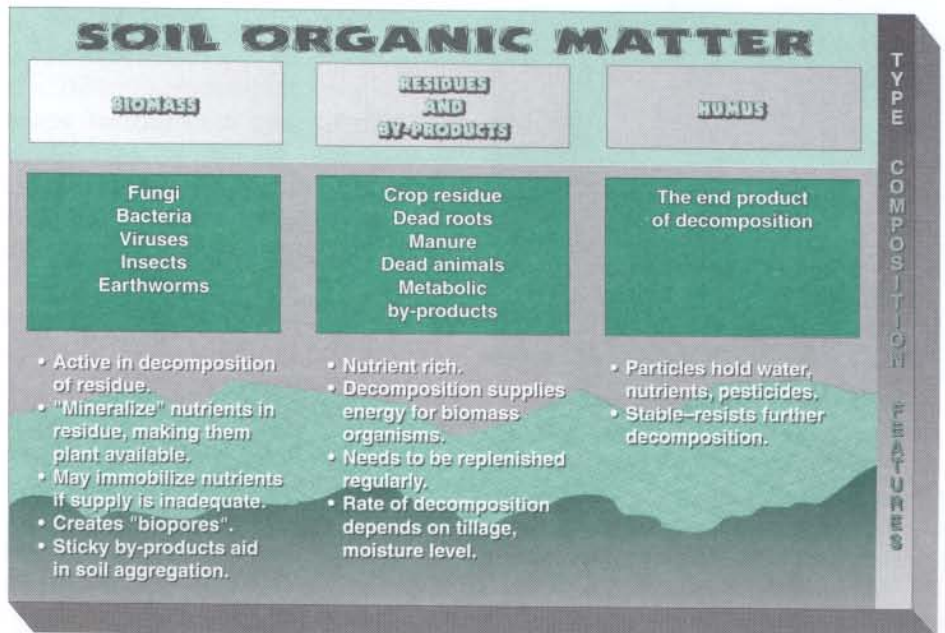 SOIL ORGANIC MATTER
BIOMASS
RESIDUES
AND
BY-PRODUCTS
HUMUS
TYPE
Fungi
Bacteria
Viruses
Insects
Earthworms
Crop residue
Dead roots
Manure
Dead animals
Metabolic
by-products
The end product
of decomposition
COMPOSITION
• Active in decomposition
of residue.
• "Mineralize" nutrients in
residue, making them
plant available.
• May immobilize nutrients
if supply is inadequate.
• Creates "biopores".
• Sticky by-products aid
in soil aggregation.
• Nutrient rich.
• Decomposition supplies
energy for biomass
organisms.
• Needs to be replenished
regularly.
• Rate of decomposition
depends on tillage,
moisture level.
• Particles hold water,
nutrients, pesticides.
• Stable–resists further
decomposition.
FEATURES